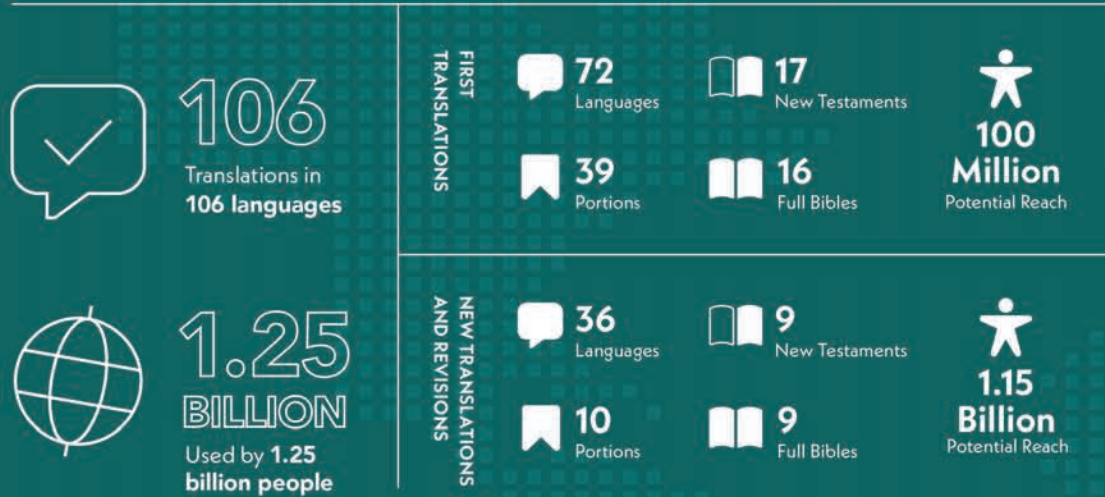 106
Translations in
106 languages
1.25
BILLION
Used by 1.25
billion people
FIRST
TRANSLATIONS
72
Languages
17
New Testaments
39
Portions
16
Full Bibles
100
Million
Potential Reach
NEW TRANSLATIONS
AND REVISIONS
36
Languages
9
New Testaments
10
Portions
9
Full Bibles
1.15
Billion
Potential Reach